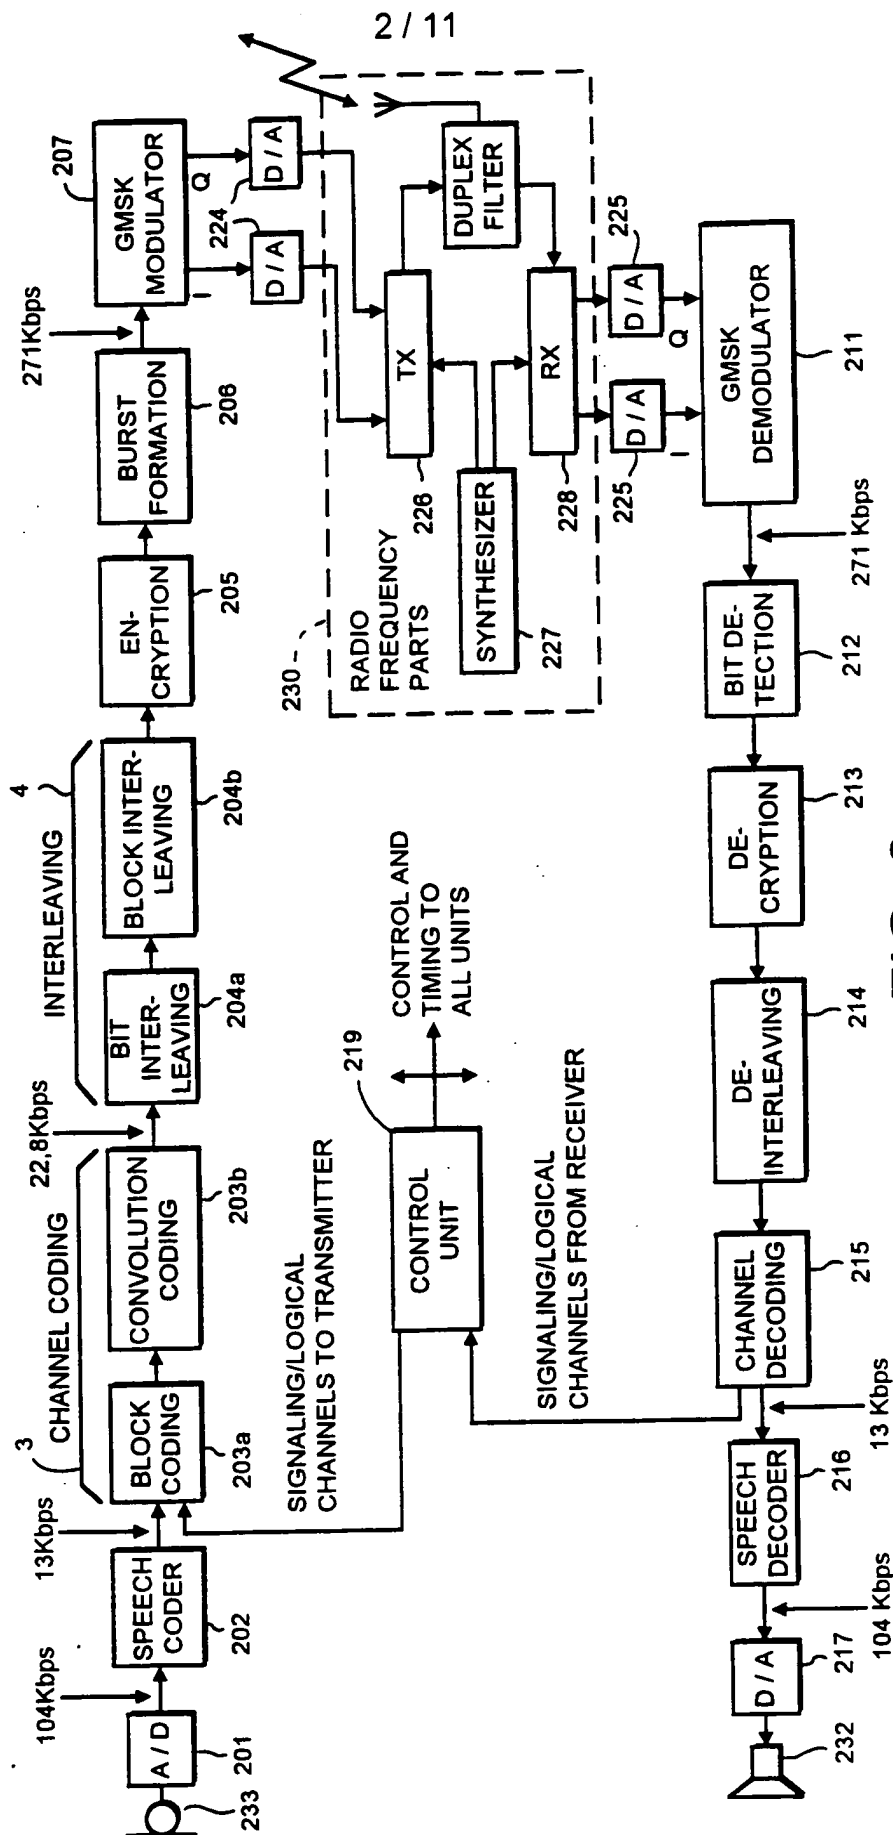 2 / 11
233
A / D
201
104Kbps
SPEECH
CODER
202
13Kbps
3
CHANNEL CODING
BLOCK
CODING
203a
CONVOLUTION
CODING
203b
22,8Kbps
4
INTERLEAVING
BIT
INTER-
LEAVING
204a
BLOCK INTER-
LEAVING
204b
EN-
CRYPTION
205
BURST
FORMATION
206
271Kbps
GMSK
MODULATOR
207
I
Q
224
D / A
D / A
230
RADIO
FREQUENCY
PARTS
TX
226
DUPLEX
FILTER
SYNTHESIZER
227
RX
228
D / A
225
D / A
225
I
Q
GMSK
DEMODULATOR
211
271 Kbps
BIT DE-
TECTION
212
DE-
CRYPTION
213
DE-
INTERLEAVING
214
CHANNEL
DECODING
215
13 Kbps
SPEECH
DECODER
216
104 Kbps
D / A
217
232
SIGNALING/LOGICAL
CHANNELS TO TRANSMITTER
CONTROL
UNIT
219
CONTROL AND
TIMING TO
ALL UNITS
SIGNALING/LOGICAL
CHANNELS FROM RECEIVER